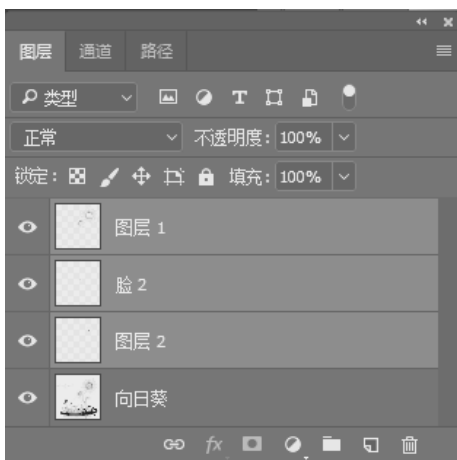 图层 通道 路径
类型 T
正常 不透明度: 100%
锁定: 填充: 100%
图层 1
脸 2
图层 2
向日葵
fx